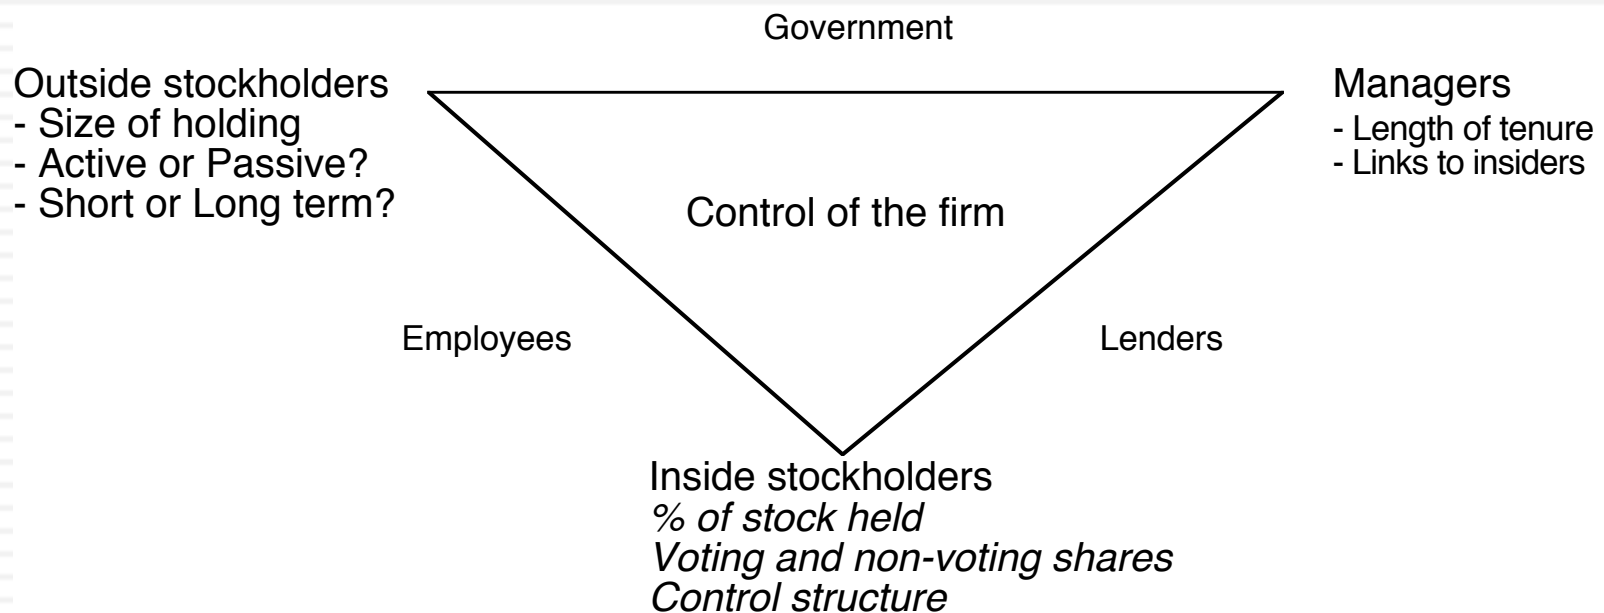 Government
Outside stockholders
- Size of holding
- Active or Passive?
- Short or Long term?
Managers
- Length of tenure
- Links to insiders
Control of the firm
Employees
Lenders
Inside stockholders
% of stock held
Voting and non-voting shares
Control structure